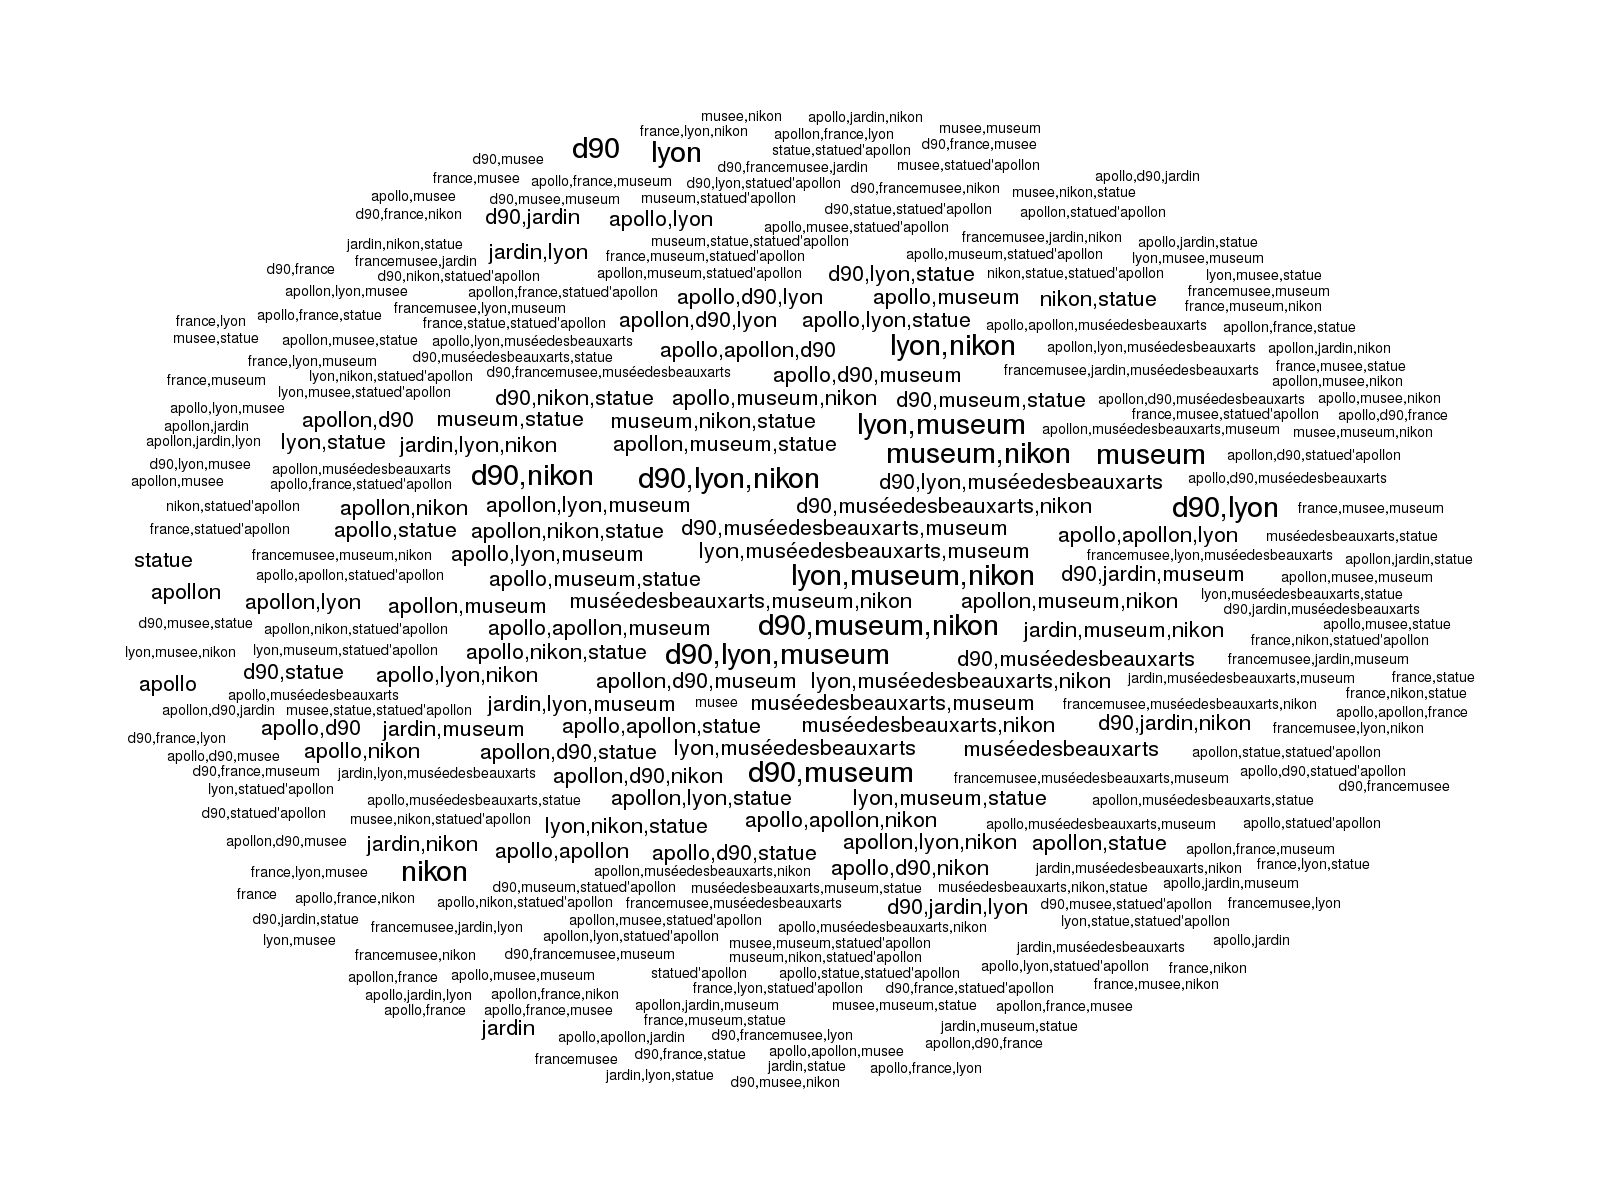 musee,nikon apollo,jardin,nikon
france,lyon,nikon apollon,france,lyon musee,museum
d90 lyon statue,statued'apollon d90,france,musee
d90,musee d90,francemusee,jardin musee,statued'apollon
france,musee apollo,france,museum d90,lyon,statued'apollon d90,francemusee,nikon apollo,d90,jardin
apollo,musee d90,musee,museum museum,statued'apollon musee,nikon,statue
d90,france,nikon d90,jardin apollo,lyon d90,statue,statued'apollon apollon,statued'apollon
apollo,musee,statued'apollon
jardin,nikon,statue museum,statue,statued'apollon francemusee,jardin,nikon apollo,jardin,statue
francemusee,jardin jardin,lyon france,museum,statued'apollon apollo,museum,statued'apollon lyon,musee,museum
d90,france d90,nikon,statued'apollon apollon,museum,statued'apollon d90,lyon,statue nikon,statue,statued'apollon lyon,musee,statue
apollon,lyon,musee apollon,france,statued'apollon apollo,d90,lyon apollo,museum nikon,statue francemusee,museum
francemusee,lyon,museum france,museum,nikon
france,lyon apollo,france,statue france,statue,statued'apollon apollon,d90,lyon apollo,lyon,statue apollo,apollon,muséedesbeauxarts apollon,france,statue
musee,statue apollon,musee,statue apollo,lyon,muséedesbeauxarts
france,lyon,museum d90,muséedesbeauxarts,statue apollo,apollon,d90 lyon,nikon apollon,lyon,muséedesbeauxarts apollon,jardin,nikon
france,museum lyon,nikon,statued'apollon d90,francemusee,muséedesbeauxarts apollo,d90,museum francemusee,jardin,muséedesbeauxarts france,musee,statue
apollon,musee,nikon
lyon,musee,statued'apollon d90,nikon,statue apollo,museum,nikon d90,museum,statue apollon,d90,muséedesbeauxarts apollo,musee,nikon
apollo,lyon,musee apollon,d90 museum,statue museum,nikon,statue lyon,museum france,musee,statued'apollon apollo,d90,france
apollon,jardin apollon,muséedesbeauxarts,museum musee,museum,nikon
apollon,jardin,lyon lyon,statue jardin,lyon,nikon apollon,museum,statue museum,nikon museum apollon,d90,statued'apollon
d90,lyon,musee apollon,muséedesbeauxarts d90,nikon d90,lyon,nikon d90,lyon,muséedesbeauxarts apollo,d90,muséedesbeauxarts
apollon,musee apollo,france,statued'apollon
nikon,statued'apollon apollon,nikon apollon,lyon,museum d90,muséedesbeauxarts,nikon d90,lyon france,musee,museum
france,statued'apollon apollo,statue apollon,nikon,statue d90,muséedesbeauxarts,museum apollo,apollon,lyon muséedesbeauxarts,statue
statue francemusee,museum,nikon apollo,lyon,museum lyon,muséedesbeauxarts,museum francemusee,lyon,muséedesbeauxarts apollon,jardin,statue
apollo,apollon,statued'apollon apollo,museum,statue lyon,museum,nikon d90,jardin,museum apollon,musee,museum
apollon apollon,lyon apollon,museum muséedesbeauxarts,museum,nikon apollon,museum,nikon lyon,muséedesbeauxarts,statue
d90,jardin,muséedesbeauxarts
d90,musee,statue apollon,nikon,statued'apollon apollo,apollon,museum d90,museum,nikon jardin,museum,nikon apollo,musee,statue
france,nikon,statued'apollon
lyon,musee,nikon lyon,museum,statued'apollon apollo,nikon,statue d90,lyon,museum d90,muséedesbeauxarts francemusee,jardin,museum
apollo d90,statue apollo,lyon,nikon apollon,d90,museum lyon,muséedesbeauxarts,nikon jardin,muséedesbeauxarts,museum france,statue
apollo,muséedesbeauxarts france,nikon,statue
apollon,d90,jardin musee,statue,statued'apollon jardin,lyon,museum musee muséedesbeauxarts,museum francemusee,muséedesbeauxarts,nikon apollo,apollon,france
d90,france,lyon apollo,d90 jardin,museum apollo,apollon,statue muséedesbeauxarts,nikon d90,jardin,nikon francemusee,lyon,nikon
apollo,d90,musee apollo,nikon apollon,d90,statue lyon,muséedesbeauxarts muséedesbeauxarts apollon,statue,statued'apollon
d90,france,museum jardin,lyon,muséedesbeauxarts apollon,d90,nikon d90,museum francemusee,muséedesbeauxarts,museum apollo,d90,statued'apollon
lyon,statued'apollon d90,francemusee
apollo,muséedesbeauxarts,statue apollon,lyon,statue lyon,museum,statue apollon,muséedesbeauxarts,statue
d90,statued'apollon musee,nikon,statued'apollon lyon,nikon,statue apollo,apollon,nikon apollo,muséedesbeauxarts,museum apollo,statued'apollon
apollon,d90,musee jardin,nikon apollo,apollon apollo,d90,statue apollon,lyon,nikon apollon,statue apollon,france,museum
france,lyon,musee nikon apollon,muséedesbeauxarts,nikon apollo,d90,nikon jardin,muséedesbeauxarts,nikon france,lyon,statue
d90,museum,statued'apollon muséedesbeauxarts,museum,statue muséedesbeauxarts,nikon,statue apollo,jardin,museum
france apollo,france,nikon apollo,nikon,statued'apollon francemusee,muséedesbeauxarts d90,jardin,lyon d90,musee,statued'apollon francemusee,lyon
d90,jardin,statue francemusee,jardin,lyon apollon,musee,statued'apollon apollo,muséedesbeauxarts,nikon lyon,statue,statued'apollon
lyon,musee apollon,lyon,statued'apollon musee,museum,statued'apollon jardin,muséedesbeauxarts apollo,jardin
francemusee,nikon d90,francemusee,museum museum,nikon,statued'apollon
apollon,france apollo,musee,museum statued'apollon apollo,statue,statued'apollon apollo,lyon,statued'apollon france,nikon
france,lyon,statued'apollon d90,france,statued'apollon france,musee,nikon
apollo,jardin,lyon apollon,france,nikon
apollo,france apollo,france,musee apollon,jardin,museum musee,museum,statue apollon,france,musee
jardin france,museum,statue jardin,museum,statue
apollo,apollon,jardin d90,francemusee,lyon apollon,d90,france
francemusee d90,france,statue apollo,apollon,musee
jardin,lyon,statue jardin,statue apollo,france,lyon
d90,musee,nikon